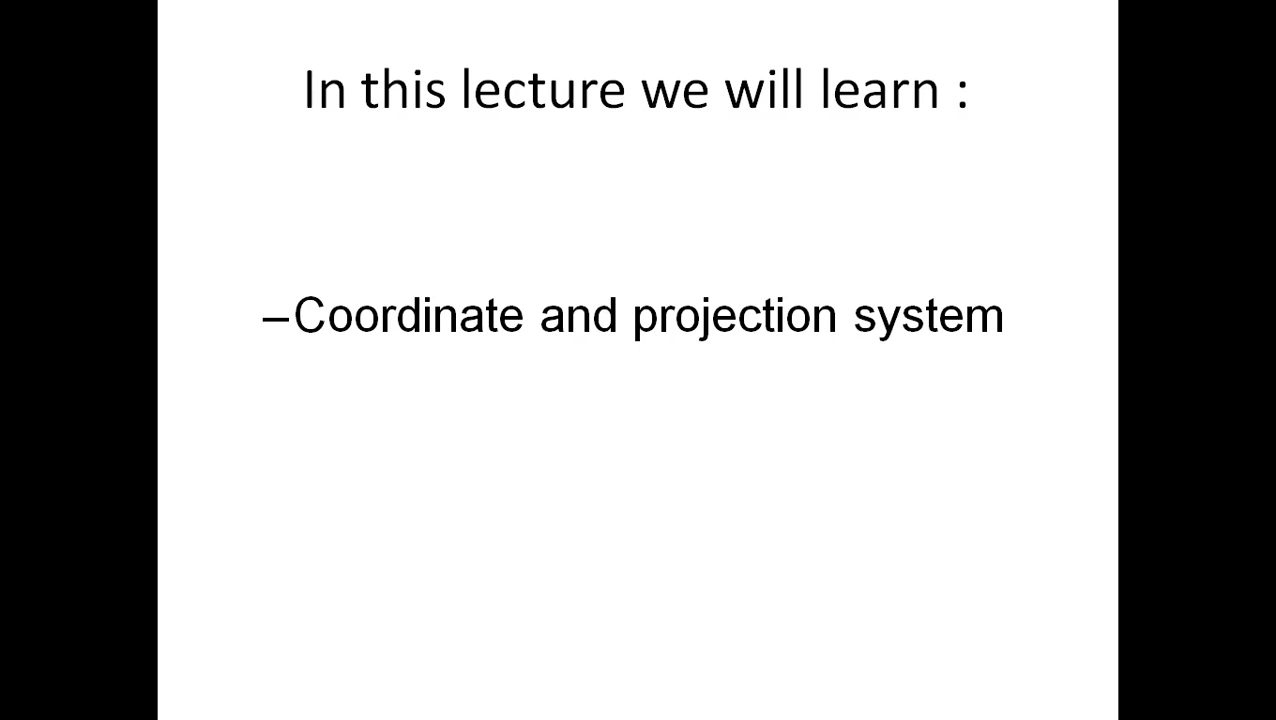 In this lecture we will learn :
–Coordinate and projection system